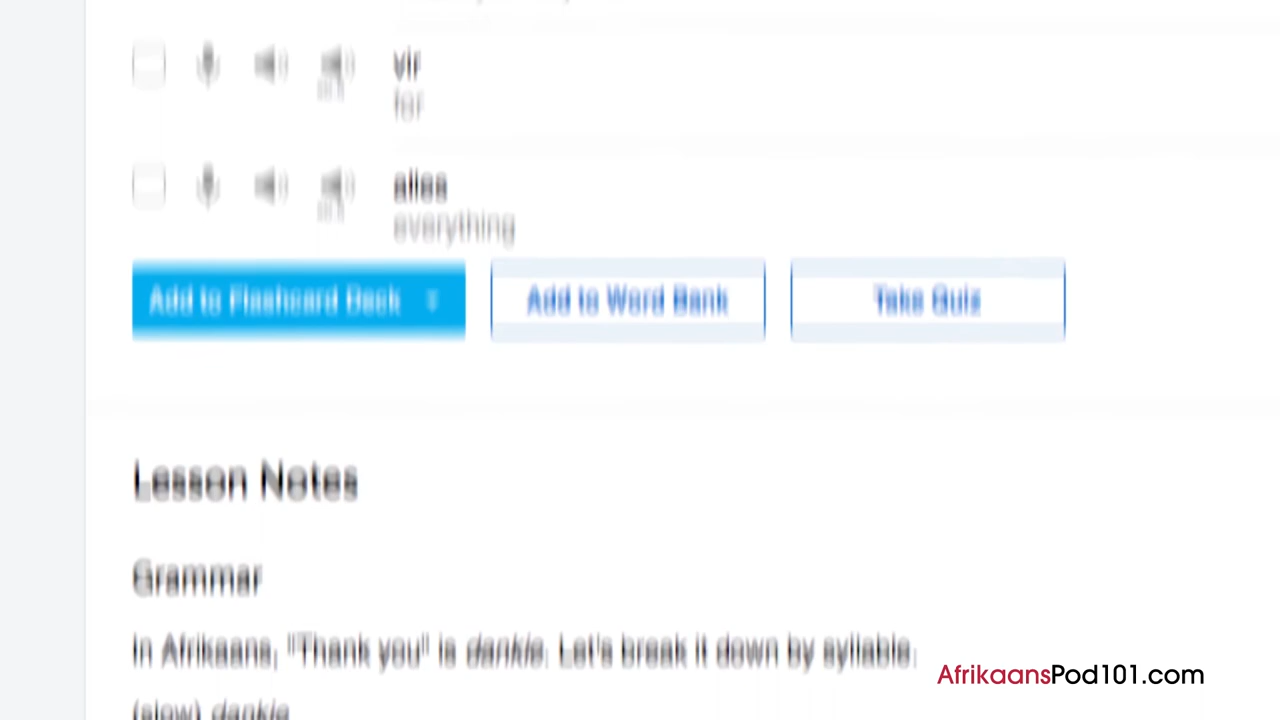 vir
for
alles
everything
Add to Flashcard Deck
Add to Word Bank
Take Quiz
Lesson Notes
Grammar
In Afrikaans, "Thank you" is dankie. Let's break it down by syllable:
(slow) dankie
AfrikaansPod101.com